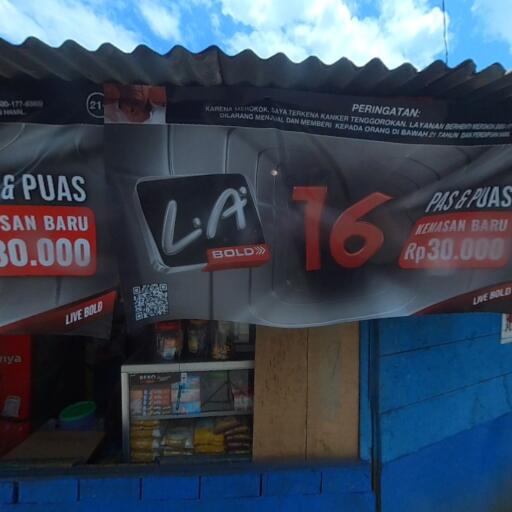 21+
PERINGATAN:
KARENA MEROKOK, SAYA TERKENA KANKER TENGGOROKAN. LAYANAN BERHENTI MEROKOK
DILARANG MENJUAL DAN MEMBERI KEPADA ORANG DI BAWAH 21 TAHUN DAN PEREMPUAN HAMIL
& PUAS
SAN BARU
30.000
LIVE BOLD
L.A
BOLD
16
PAS & PUAS
KEMASAN BARU
Rp30.000
LIVE BOLD